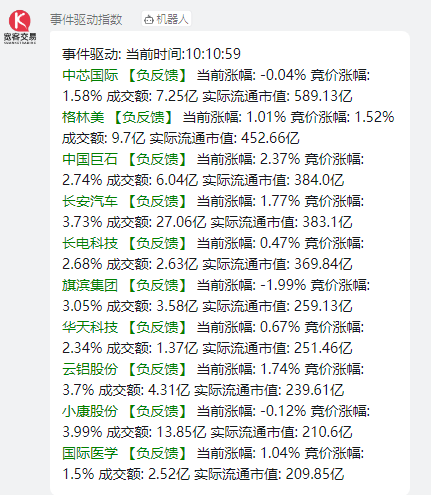 事件驱动指数 机器人
宽客交易
事件驱动: 当前时间:10:10:59
中芯国际 【负反馈】 当前涨幅: -0.04% 竞价涨幅:
1.58% 成交额: 7.25亿 实际流通市值: 589.13亿
格林美 【负反馈】 当前涨幅: 1.01% 竞价涨幅: 1.52%
成交额: 9.7亿 实际流通市值: 452.66亿
中国巨石 【负反馈】 当前涨幅: 2.37% 竞价涨幅:
2.74% 成交额: 6.04亿 实际流通市值: 384.0亿
长安汽车 【负反馈】 当前涨幅: 1.77% 竞价涨幅:
3.73% 成交额: 27.06亿 实际流通市值: 383.1亿
长电科技 【负反馈】 当前涨幅: 0.47% 竞价涨幅:
2.68% 成交额: 2.63亿 实际流通市值: 369.84亿
旗滨集团 【负反馈】 当前涨幅: -1.99% 竞价涨幅:
3.05% 成交额: 3.58亿 实际流通市值: 259.13亿
华天科技 【负反馈】 当前涨幅: 0.67% 竞价涨幅:
2.34% 成交额: 1.37亿 实际流通市值: 251.46亿
云铝股份 【负反馈】 当前涨幅: 1.74% 竞价涨幅:
3.7% 成交额: 4.31亿 实际流通市值: 239.61亿
小康股份 【负反馈】 当前涨幅: -0.12% 竞价涨幅:
3.99% 成交额: 13.85亿 实际流通市值: 210.6亿
国际医学 【负反馈】 当前涨幅: 1.04% 竞价涨幅:
1.5% 成交额: 2.52亿 实际流通市值: 209.85亿